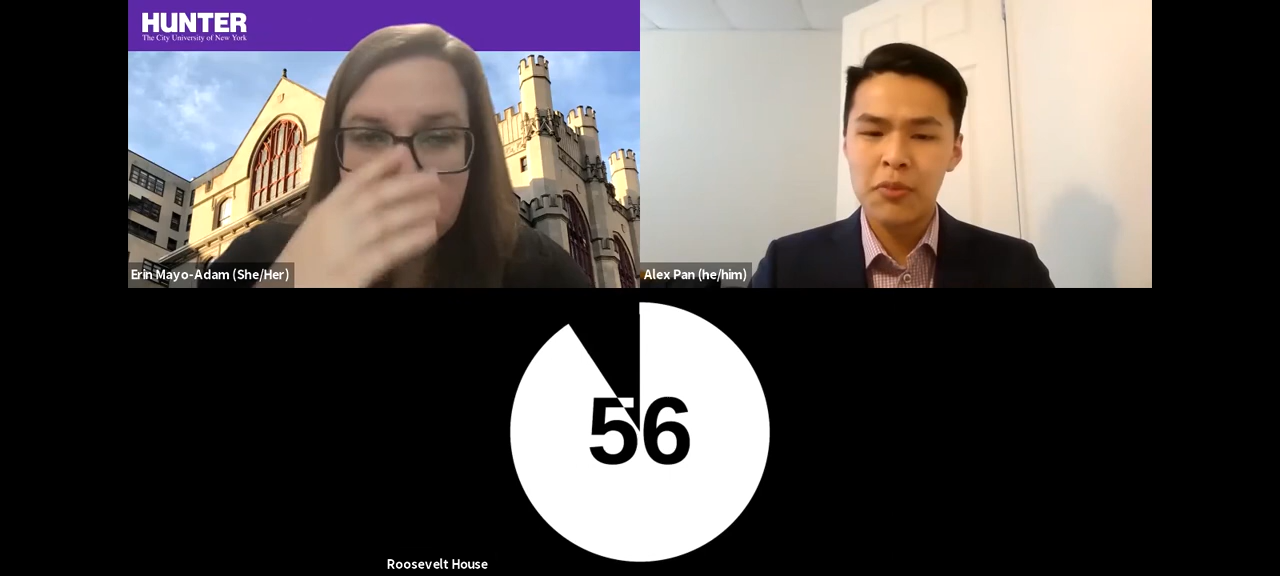 HUNTER
The City University of New York
Erin Mayo-Adam (She/Her)
Alex Pan (he/him)
56
Roosevelt House